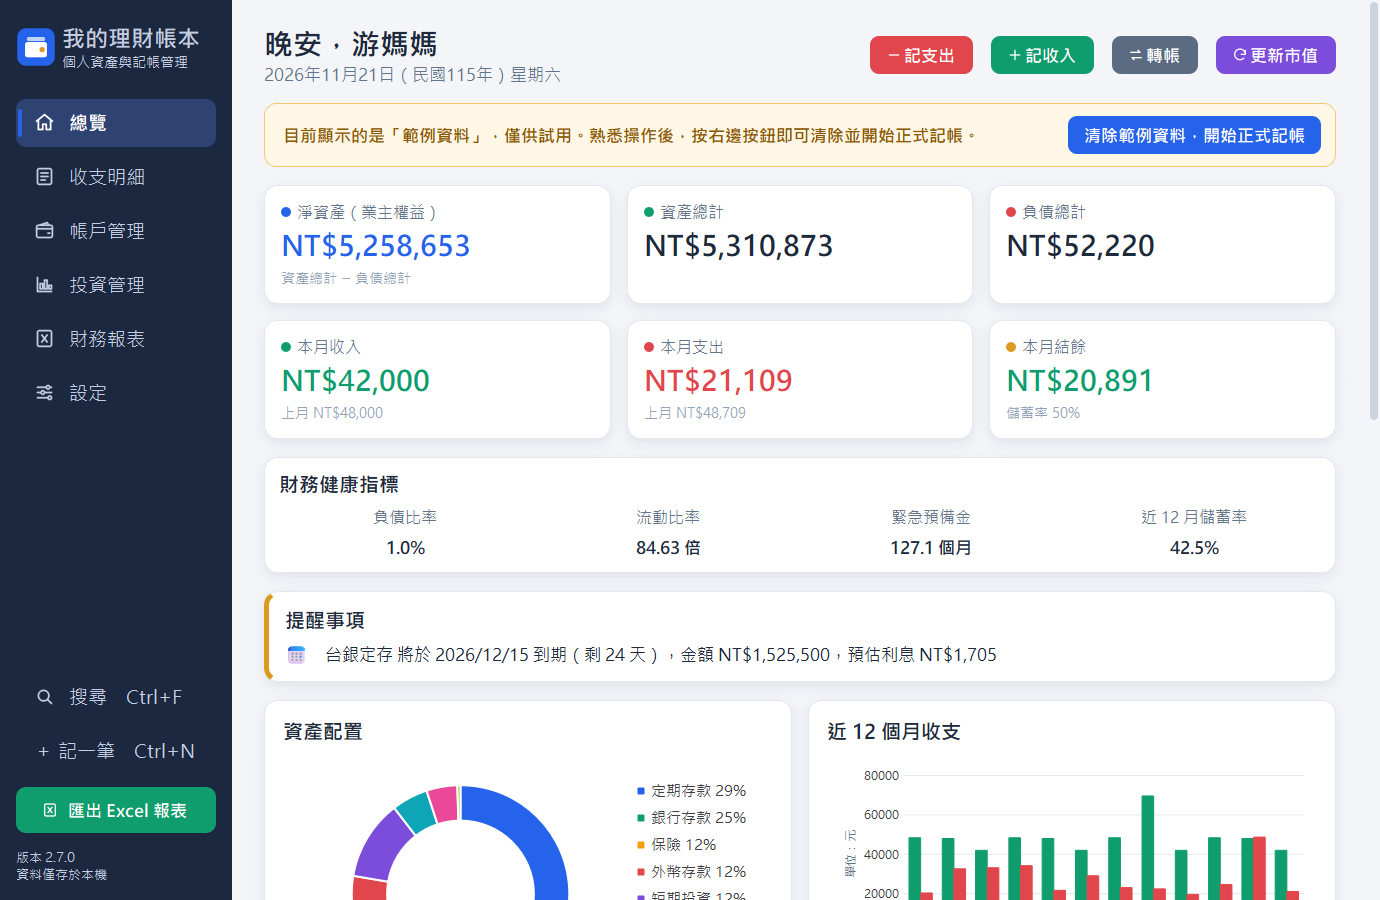 我的理財帳本
個人資產與記帳管理
總覽
收支明細
帳戶管理
投資管理
財務報表
設定
搜尋 Ctrl+F
+ 記一筆 Ctrl+N
匯出 Excel 報表
版本 2.7.0
資料僅存於本機
晚安，游媽媽
2026年11月21日（民國115年）星期六
－記支出
＋記收入
⇌轉帳
更新市值
目前顯示的是「範例資料」，僅供試用。熟悉操作後，按右邊按鈕即可清除並開始正式記帳。
清除範例資料，開始正式記帳
淨資產（業主權益）
NT$5,258,653
資產總計 − 負債總計
資產總計
NT$5,310,873
負債總計
NT$52,220
本月收入
NT$42,000
上月 NT$48,000
本月支出
NT$21,109
上月 NT$48,709
本月結餘
NT$20,891
儲蓄率 50%
財務健康指標
負債比率
1.0%
流動比率
84.63 倍
緊急預備金
127.1 個月
近 12 月儲蓄率
42.5%
提醒事項
台銀定存 將於 2026/12/15 到期（剩 24 天），金額 NT$1,525,500，預估利息 NT$1,705
資產配置
定期存款 29%
銀行存款 25%
保險 12%
外幣存款 12%
短期投資 12%
近 12 個月收支
單位：元
80000
60000
40000
20000